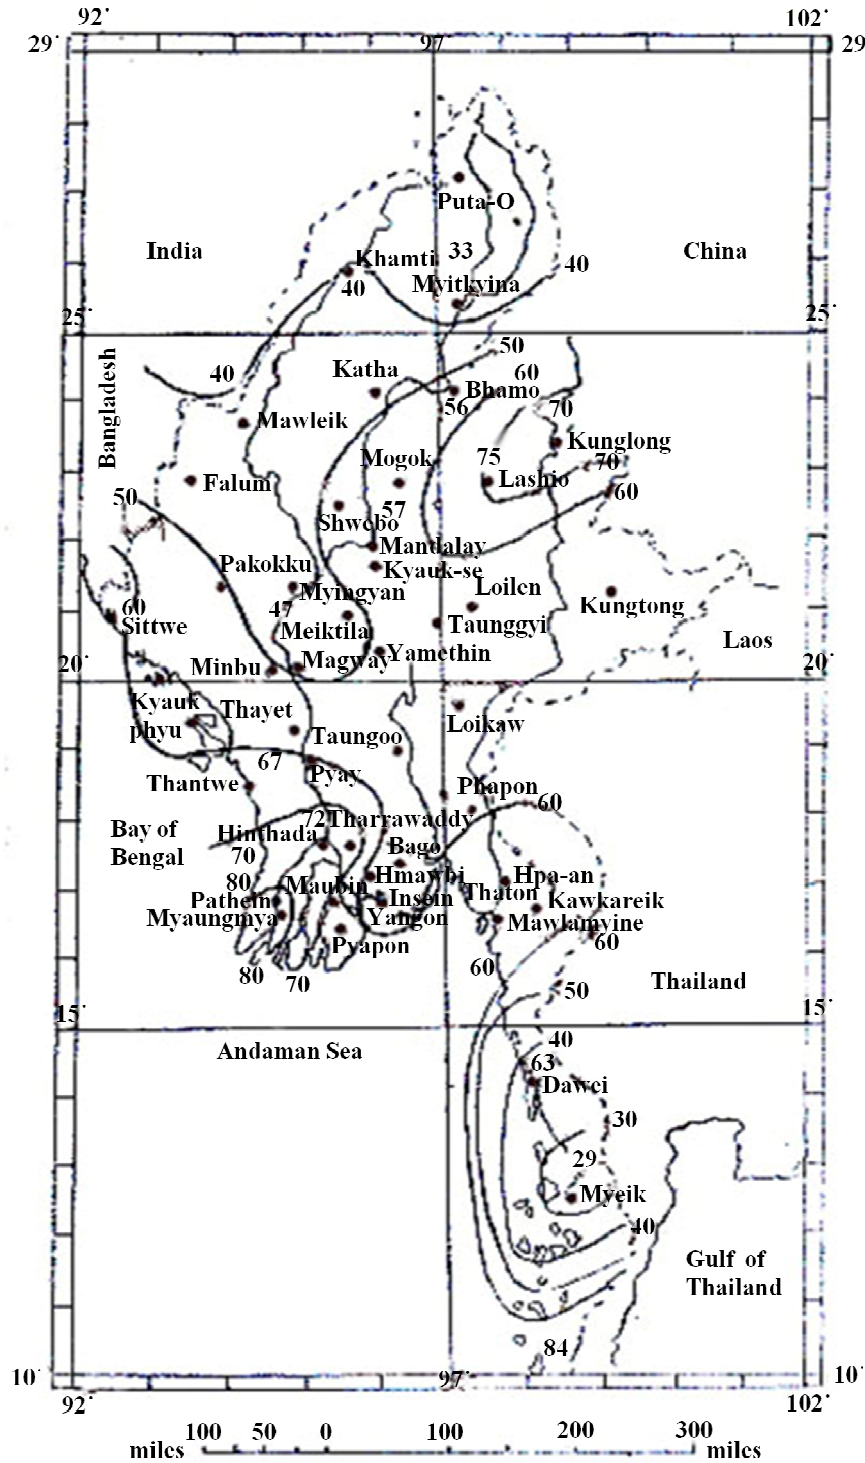 92˙
102˙
29˙
97
29
Puta-O
India
33
China
Khamti
40
Myitkyina
40
25˙
25˙
50
Bangladesh
Katha
60
40
Bhamo
56
70
Mawleik
Kunglong
Mogok
75
70
Falum
Lashio
60
50
57
Shwebo
Mandalay
Pakokku
Kyauk-se
Loilen
Myingyan
60
47
Kungtong
Sittwe
Meiktila
Taunggyi
Laos
20˙
Minbu
Magway
Yamethin
20˙
Kyauk
phyu
Thayet
Loikaw
Taungoo
67
Thantwe
Pyay
Phapon
60
72
Tharrawaddy
Bay of
Bengal
Hinthada
70
Bago
80
Maubin
Hmawbi
Hpa-an
Pathein
Insein
Thaton
Kawkareik
Myaungmya
Yangon
Mawlamyine
Pyapon
60
80
70
60
Thailand
50
15˙
15˙
Andaman Sea
40
63
Dawei
30
29
Myeik
40
Gulf of
Thailand
84
10˙
97˙
10˙
92˙
102˙
100 50 0 100 200 300
miles
miles